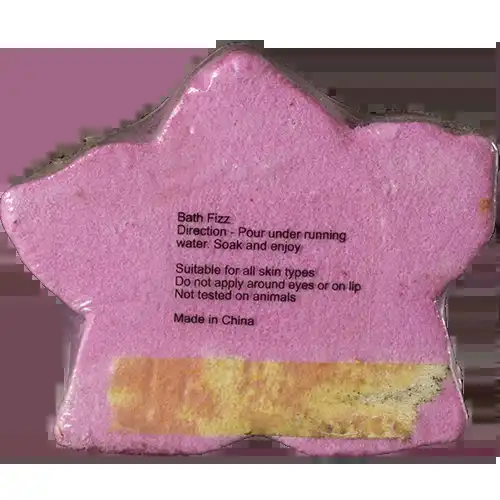 Bath Fizz
Direction - Pour under running
water. Soak and enjoy
Suitable for all skin types
Do not apply around eyes or on lip
Not tested on animals
Made in China